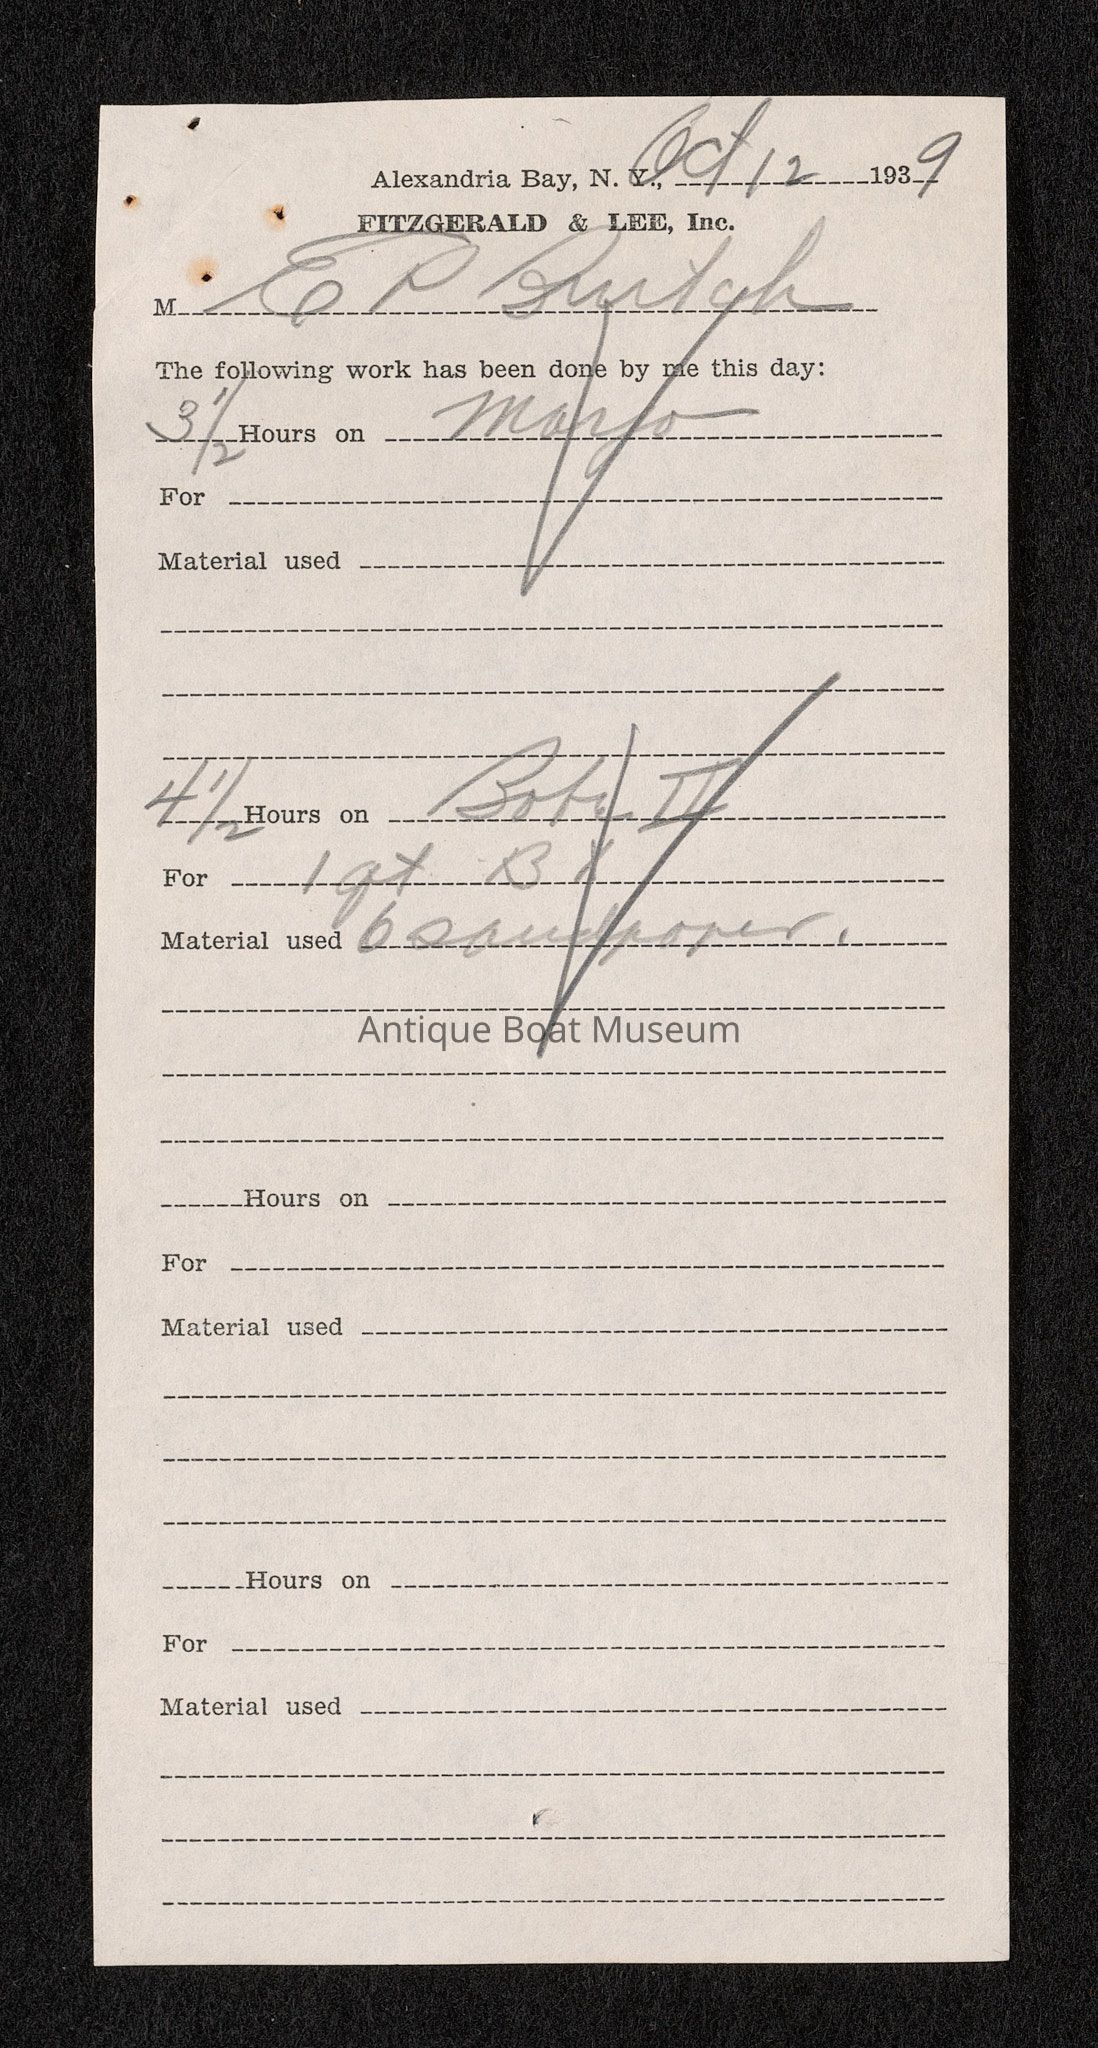 Alexandria Bay, N. Y., Oct 12 1939
FITZGERALD & LEE, Inc.
M E P
The following work has been done by me this day:
3 1/2 Hours on Margo
For
Material used
4 1/2 Hours on Bobs II
For 1 qt B
Material used 6 sandpaper.
Antique Boat Museum
Hours on
For
Material used
Hours on
For
Material used